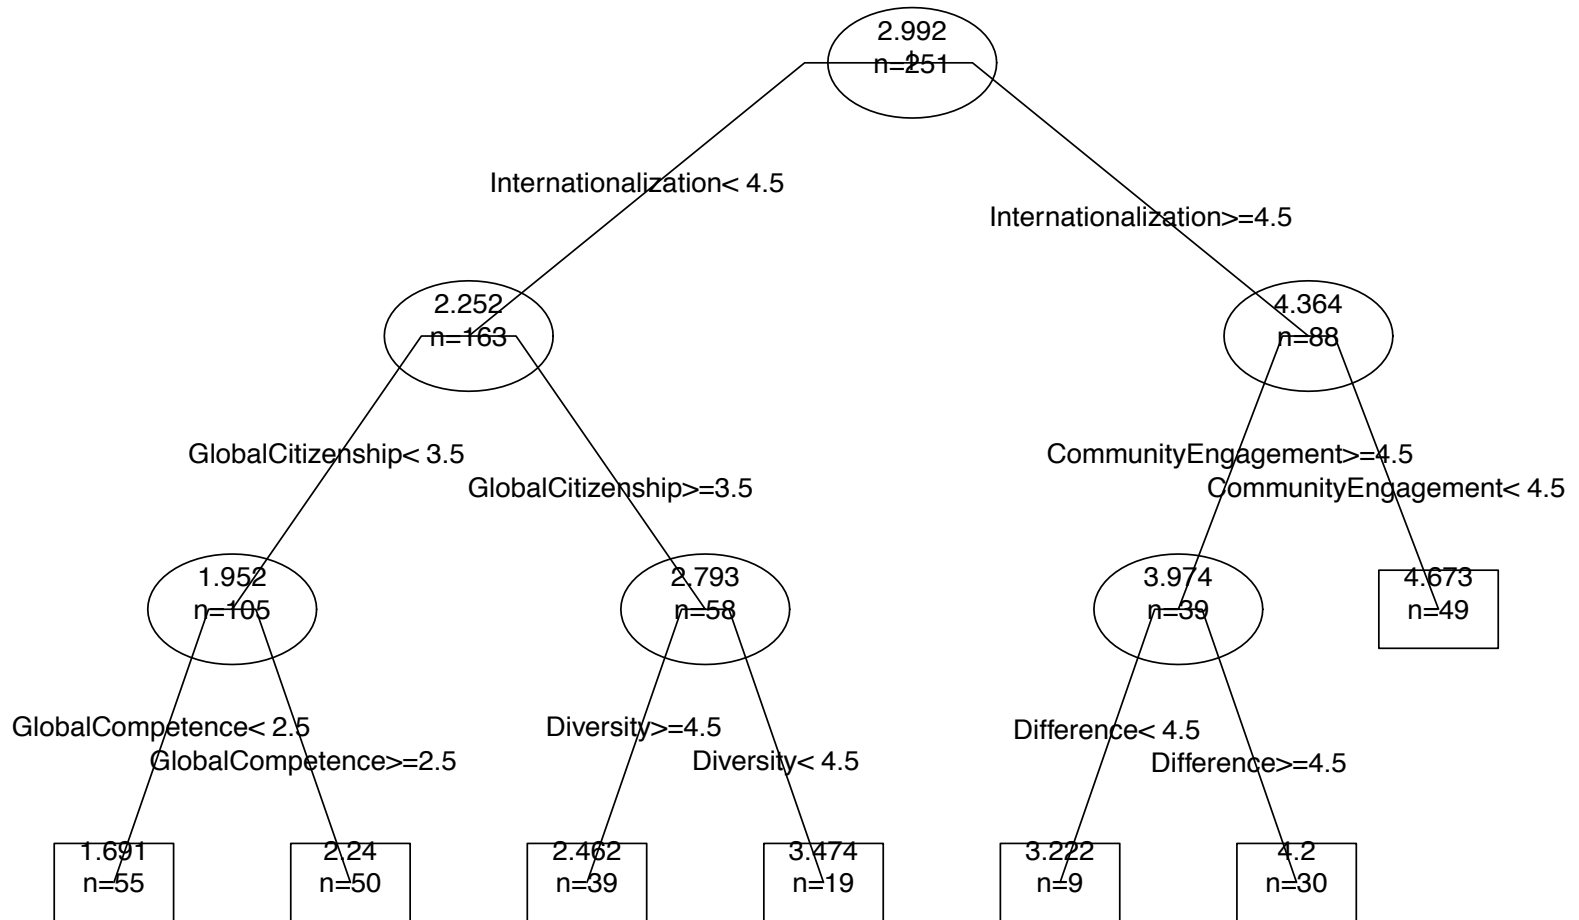 2.992
n=251
Internationalization< 4.5
Internationalization>=4.5
2.252
n=163
4.364
n=88
GlobalCitizenship< 3.5
GlobalCitizenship>=3.5
CommunityEngagement>=4.5
CommunityEngagement< 4.5
1.952
n=105
2.793
n=58
3.974
n=39
4.673
n=49
GlobalCompetence< 2.5
GlobalCompetence>=2.5
Diversity>=4.5
Diversity< 4.5
Difference< 4.5
Difference>=4.5
1.691
n=55
2.24
n=50
2.462
n=39
3.474
n=19
3.222
n=9
4.2
n=30